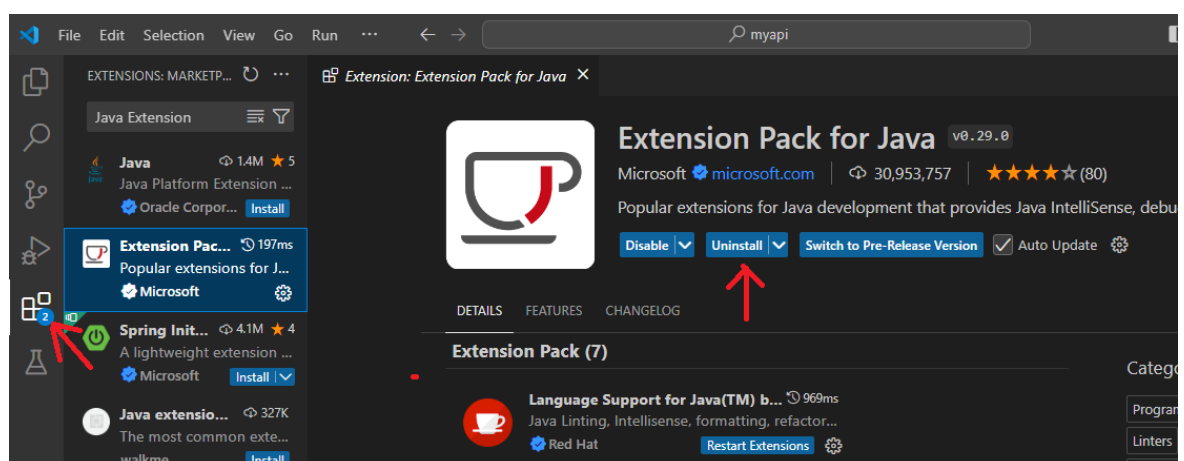 File Edit Selection View Go Run ··· myapi
EXTENSIONS: MARKETP... ···
Extension: Extension Pack for Java
Java Extension
Java 1.4M ★ 5
Java Platform Extension ...
Oracle Corpor... Install
Extension Pac... 197ms
Popular extensions for J...
Microsoft
Spring Init... 4.1M ★ 4
A lightweight extension ...
Microsoft Install
Java extensio... 327K
The most common exte...
walkme Install
2
Extension Pack for Java v0.29.0
Microsoft microsoft.com 30,953,757 ★★★★☆(80)
Popular extensions for Java development that provides Java IntelliSense, debu
Disable Uninstall Switch to Pre-Release Version Auto Update
DETAILS FEATURES CHANGELOG
Extension Pack (7)
Language Support for Java(TM) b... 969ms
Java Linting, Intellisense, formatting, refactor...
Red Hat Restart Extensions
Catego
Program
Linters